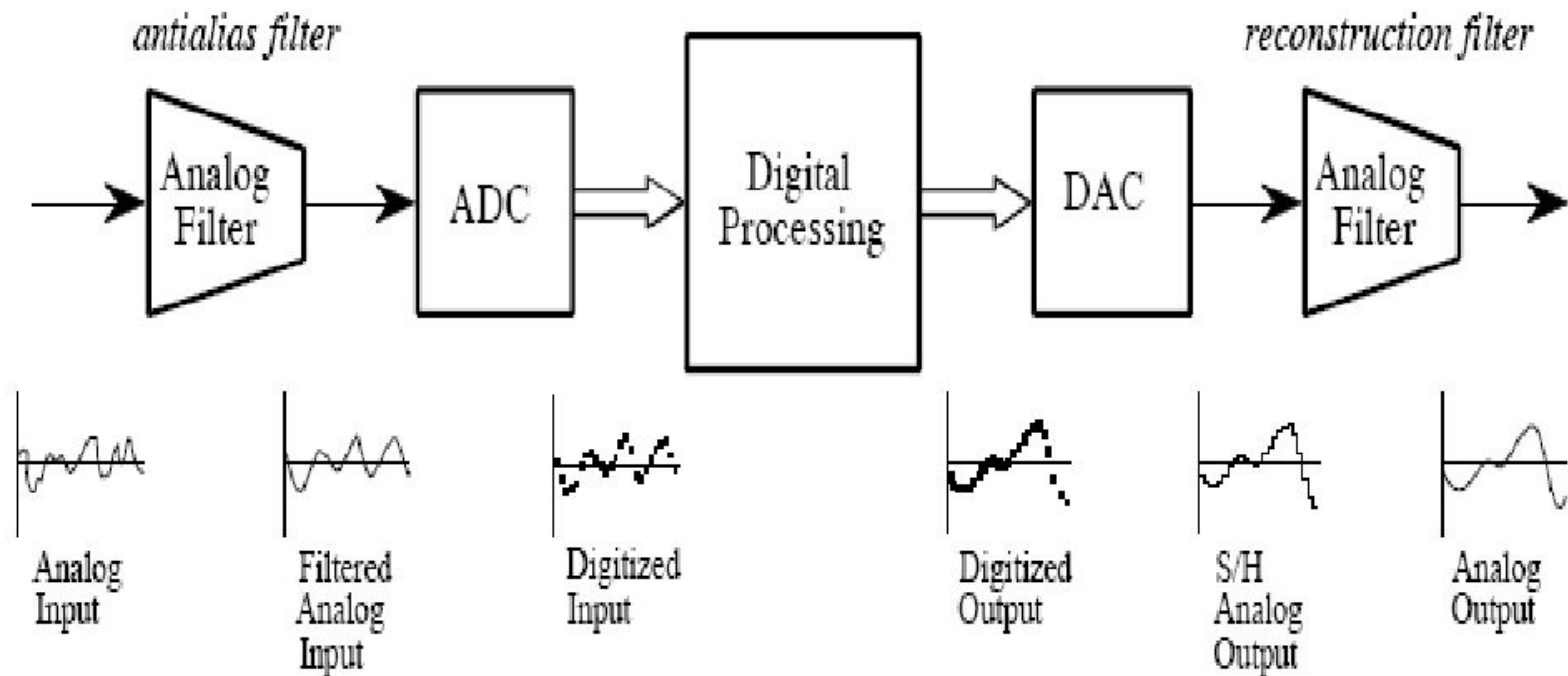 antialias filter
reconstruction filter
Analog
Filter
ADC
Digital
Processing
DAC
Analog
Filter
Analog
Input
Filtered
Analog
Input
Digitized
Input
Digitized
Output
S/H
Analog
Output
Analog
Output